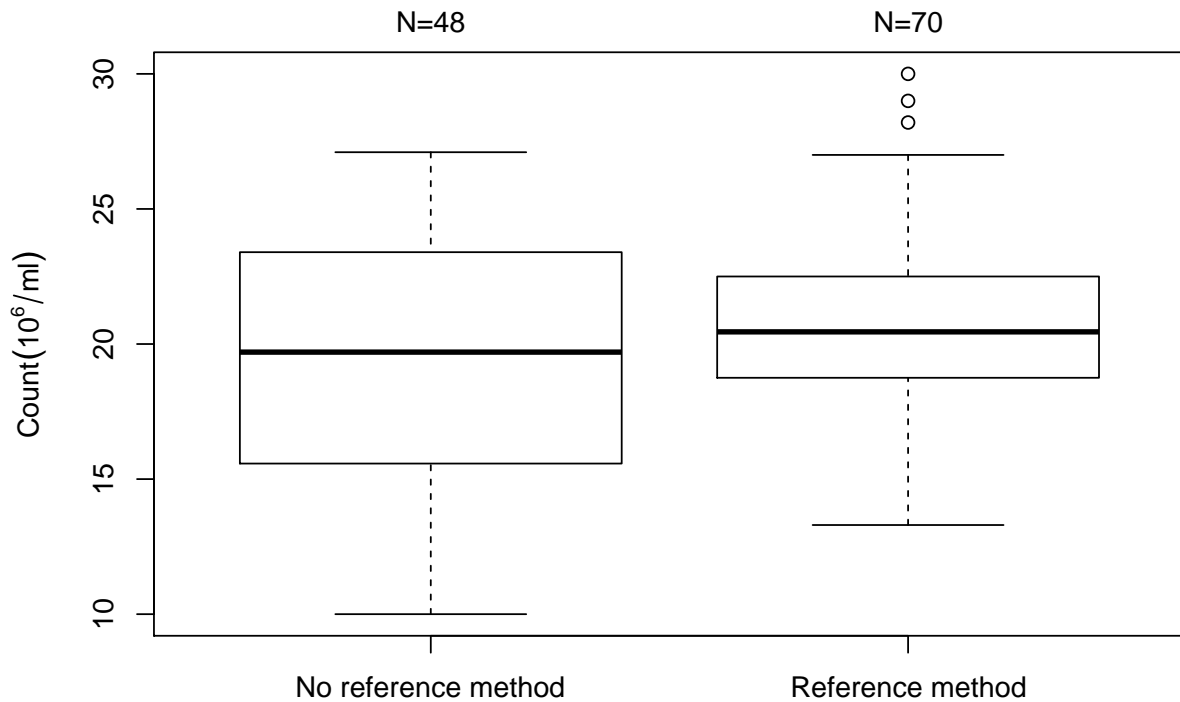 N=48 N=70
30
25
20
15
10
Count(10⁶/ml)
No reference method Reference method